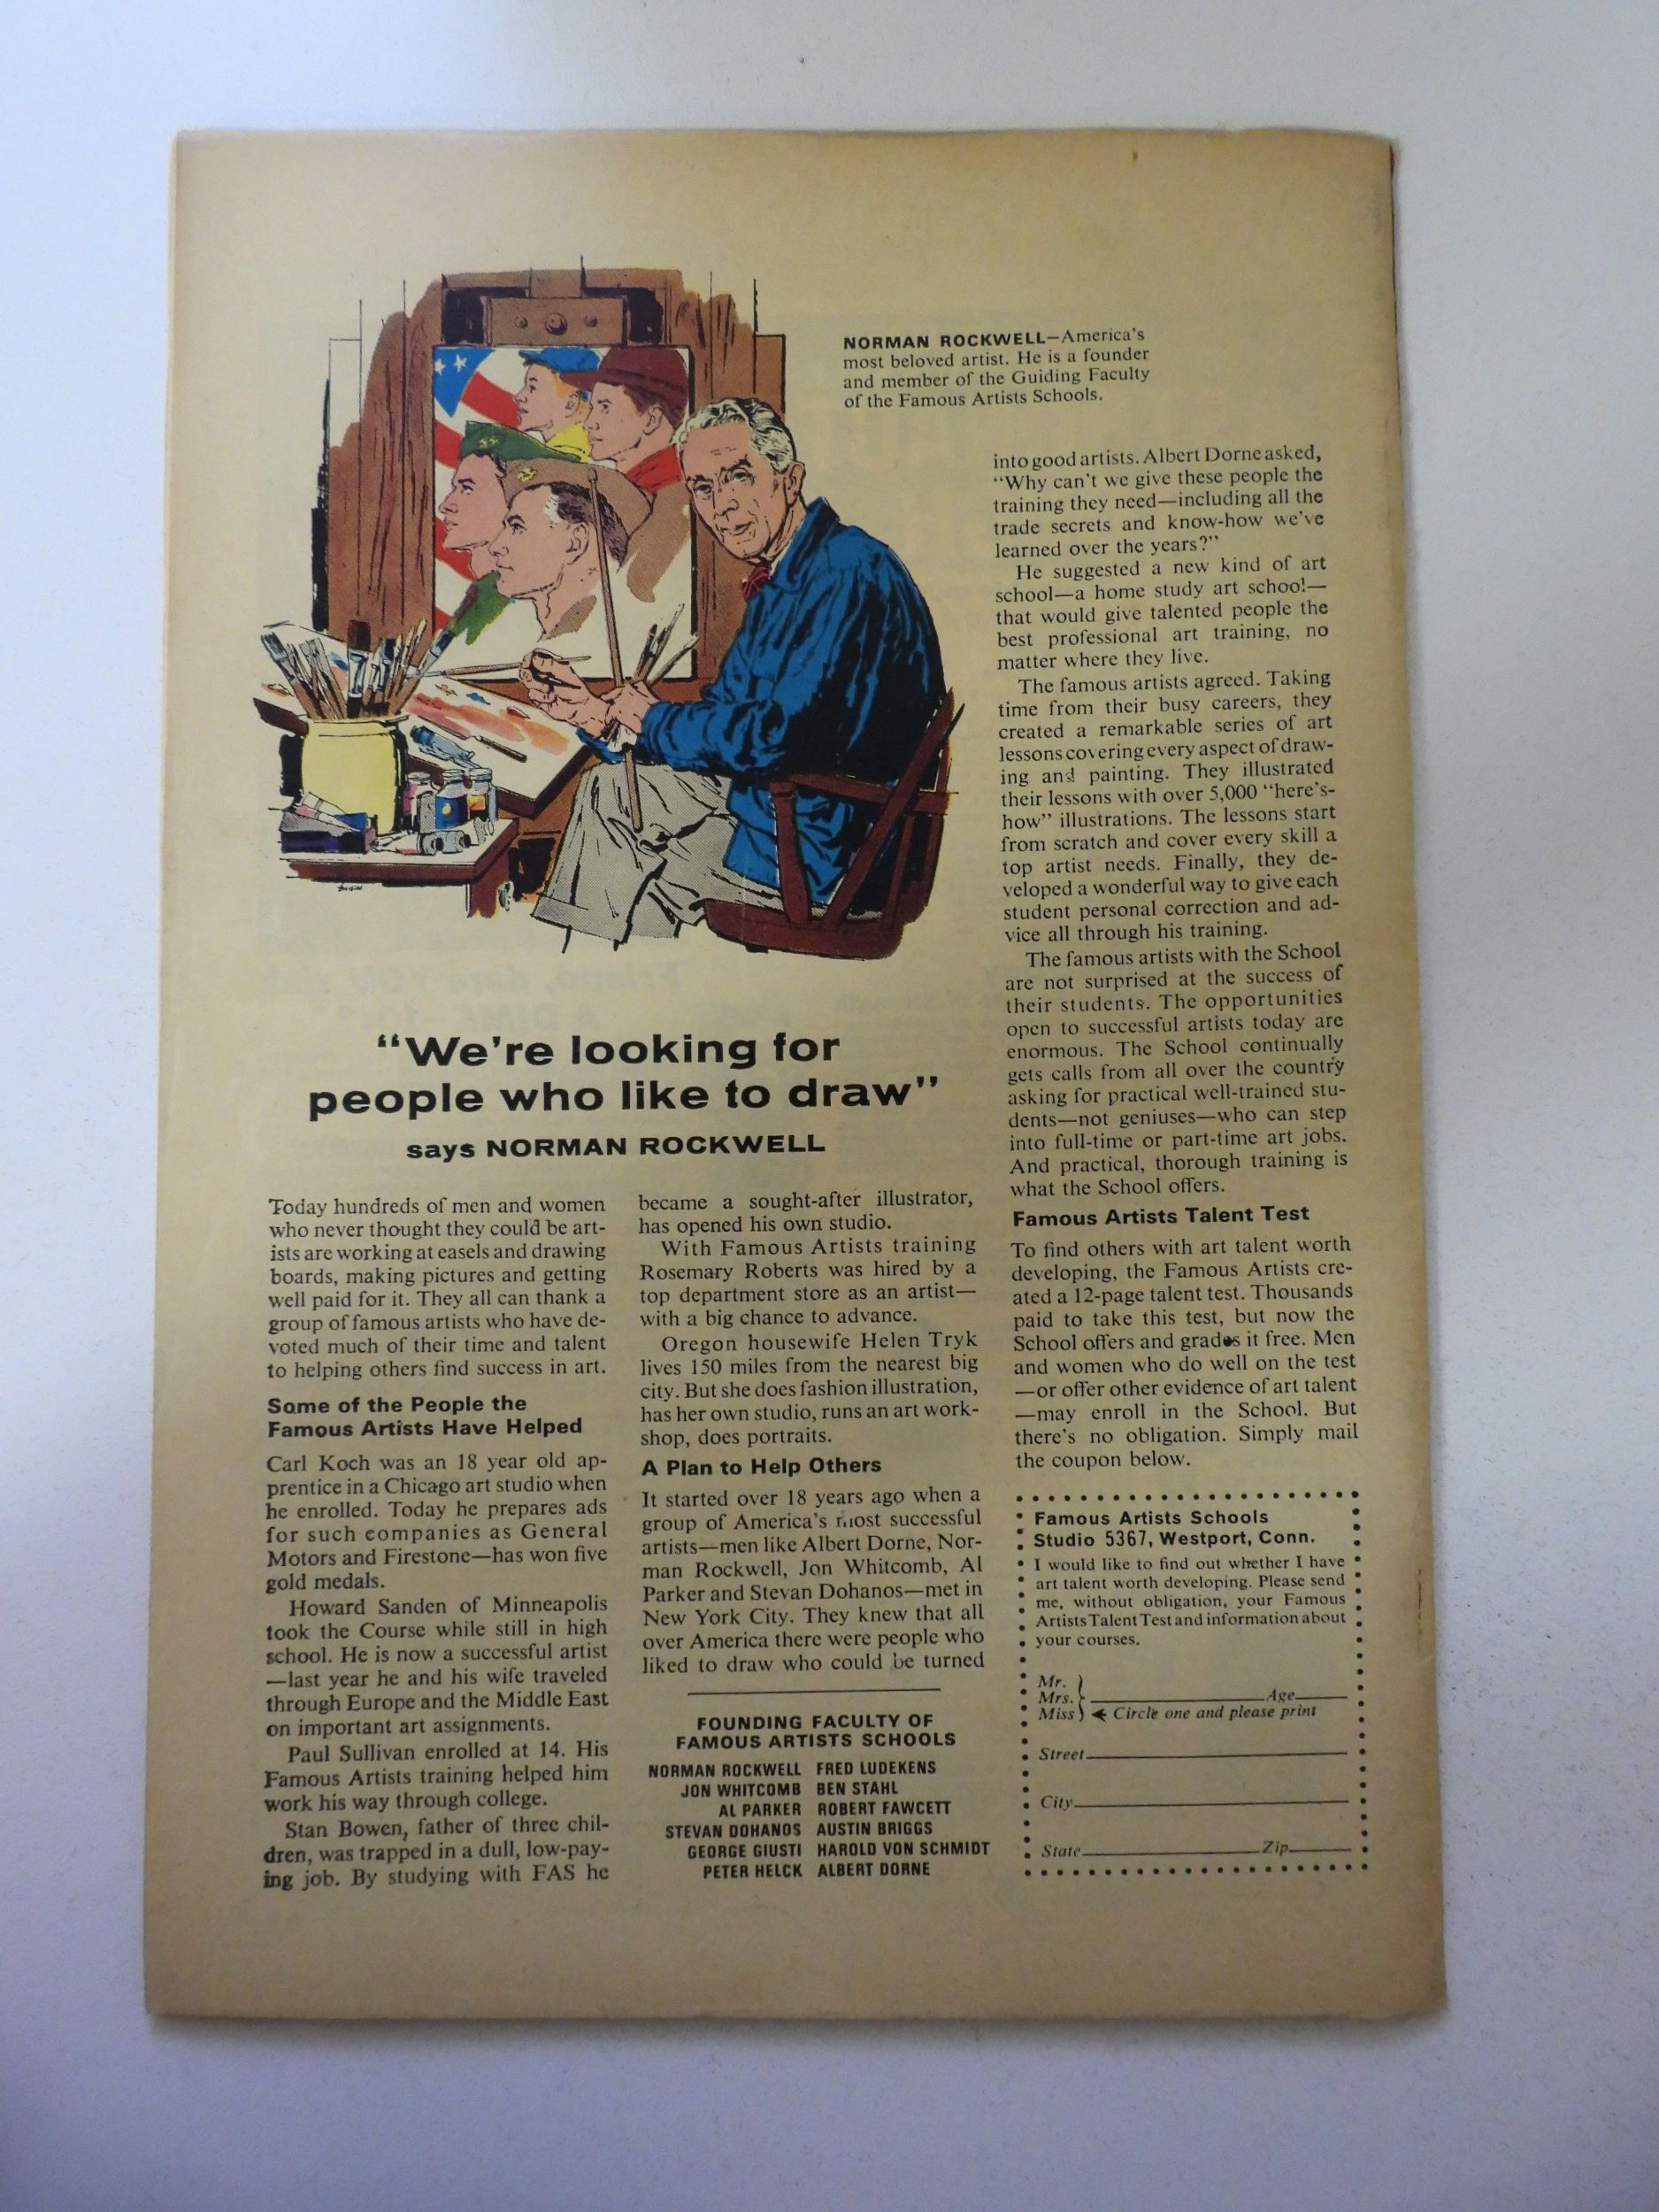 NORMAN ROCKWELL—America's
most beloved artist. He is a founder
and member of the Guiding Faculty
of the Famous Artists Schools.
“We're looking for
people who like to draw”
says NORMAN ROCKWELL
Today hundreds of men and women
who never thought they could be art-
ists are working at easels and drawing
boards, making pictures and getting
well paid for it. They all can thank a
group of famous artists who have de-
voted much of their time and talent
to helping others find success in art.
Some of the People the
Famous Artists Have Helped
Carl Koch was an 18 year old ap-
prentice in a Chicago art studio when
he enrolled. Today he prepares ads
for such companies as General
Motors and Firestone—has won five
gold medals.
Howard Sanden of Minneapolis
took the Course while still in high
school. He is now a successful artist
—last year he and his wife traveled
through Europe and the Middle East
on important art assignments.
Paul Sullivan enrolled at 14. His
Famous Artists training helped him
work his way through college.
Stan Bowen, father of three chil-
dren, was trapped in a dull, low-pay-
ing job. By studying with FAS he
became a sought-after illustrator,
has opened his own studio.
With Famous Artists training
Rosemary Roberts was hired by a
top department store as an artist—
with a big chance to advance.
Oregon housewife Helen Tryk
lives 150 miles from the nearest big
city. But she does fashion illustration,
has her own studio, runs an art work-
shop, does portraits.
A Plan to Help Others
It started over 18 years ago when a
group of America's most successful
artists—men like Albert Dorne, Nor-
man Rockwell, Jon Whitcomb, Al
Parker and Stevan Dohanos—met in
New York City. They knew that all
over America there were people who
liked to draw who could be turned
FOUNDING FACULTY OF
FAMOUS ARTISTS SCHOOLS
NORMAN ROCKWELL FRED LUDEKENS
JON WHITCOMB BEN STAHL
AL PARKER ROBERT FAWCETT
STEVAN DOHANOS AUSTIN BRIGGS
GEORGE GIUSTI HAROLD VON SCHMIDT
PETER HELCK ALBERT DORNE
into good artists. Albert Dorne asked,
“Why can't we give these people the
training they need—including all the
trade secrets and know-how we've
learned over the years?”
He suggested a new kind of art
school—a home study art school—
that would give talented people the
best professional art training, no
matter where they live.
The famous artists agreed. Taking
time from their busy careers, they
created a remarkable series of art
lessons covering every aspect of draw-
ing and painting. They illustrated
their lessons with over 5,000 “here's-
how” illustrations. The lessons start
from scratch and cover every skill a
top artist needs. Finally, they de-
veloped a wonderful way to give each
student personal correction and ad-
vice all through his training.
The famous artists with the School
are not surprised at the success of
their students. The opportunities
open to successful artists today are
enormous. The School continually
gets calls from all over the country
asking for practical well-trained stu-
dents—not geniuses—who can step
into full-time or part-time art jobs.
And practical, thorough training is
what the School offers.
Famous Artists Talent Test
To find others with art talent worth
developing, the Famous Artists cre-
ated a 12-page talent test. Thousands
paid to take this test, but now the
School offers and grades it free. Men
and women who do well on the test
—or offer other evidence of art talent
—may enroll in the School. But
there's no obligation. Simply mail
the coupon below.
Famous Artists Schools
Studio 5367, Westport, Conn.
I would like to find out whether I have
art talent worth developing. Please send
me, without obligation, your Famous
Artists Talent Test and information about
your courses.
Mr.
Mrs. Age
Miss Circle one and please print
Street
City
State Zip